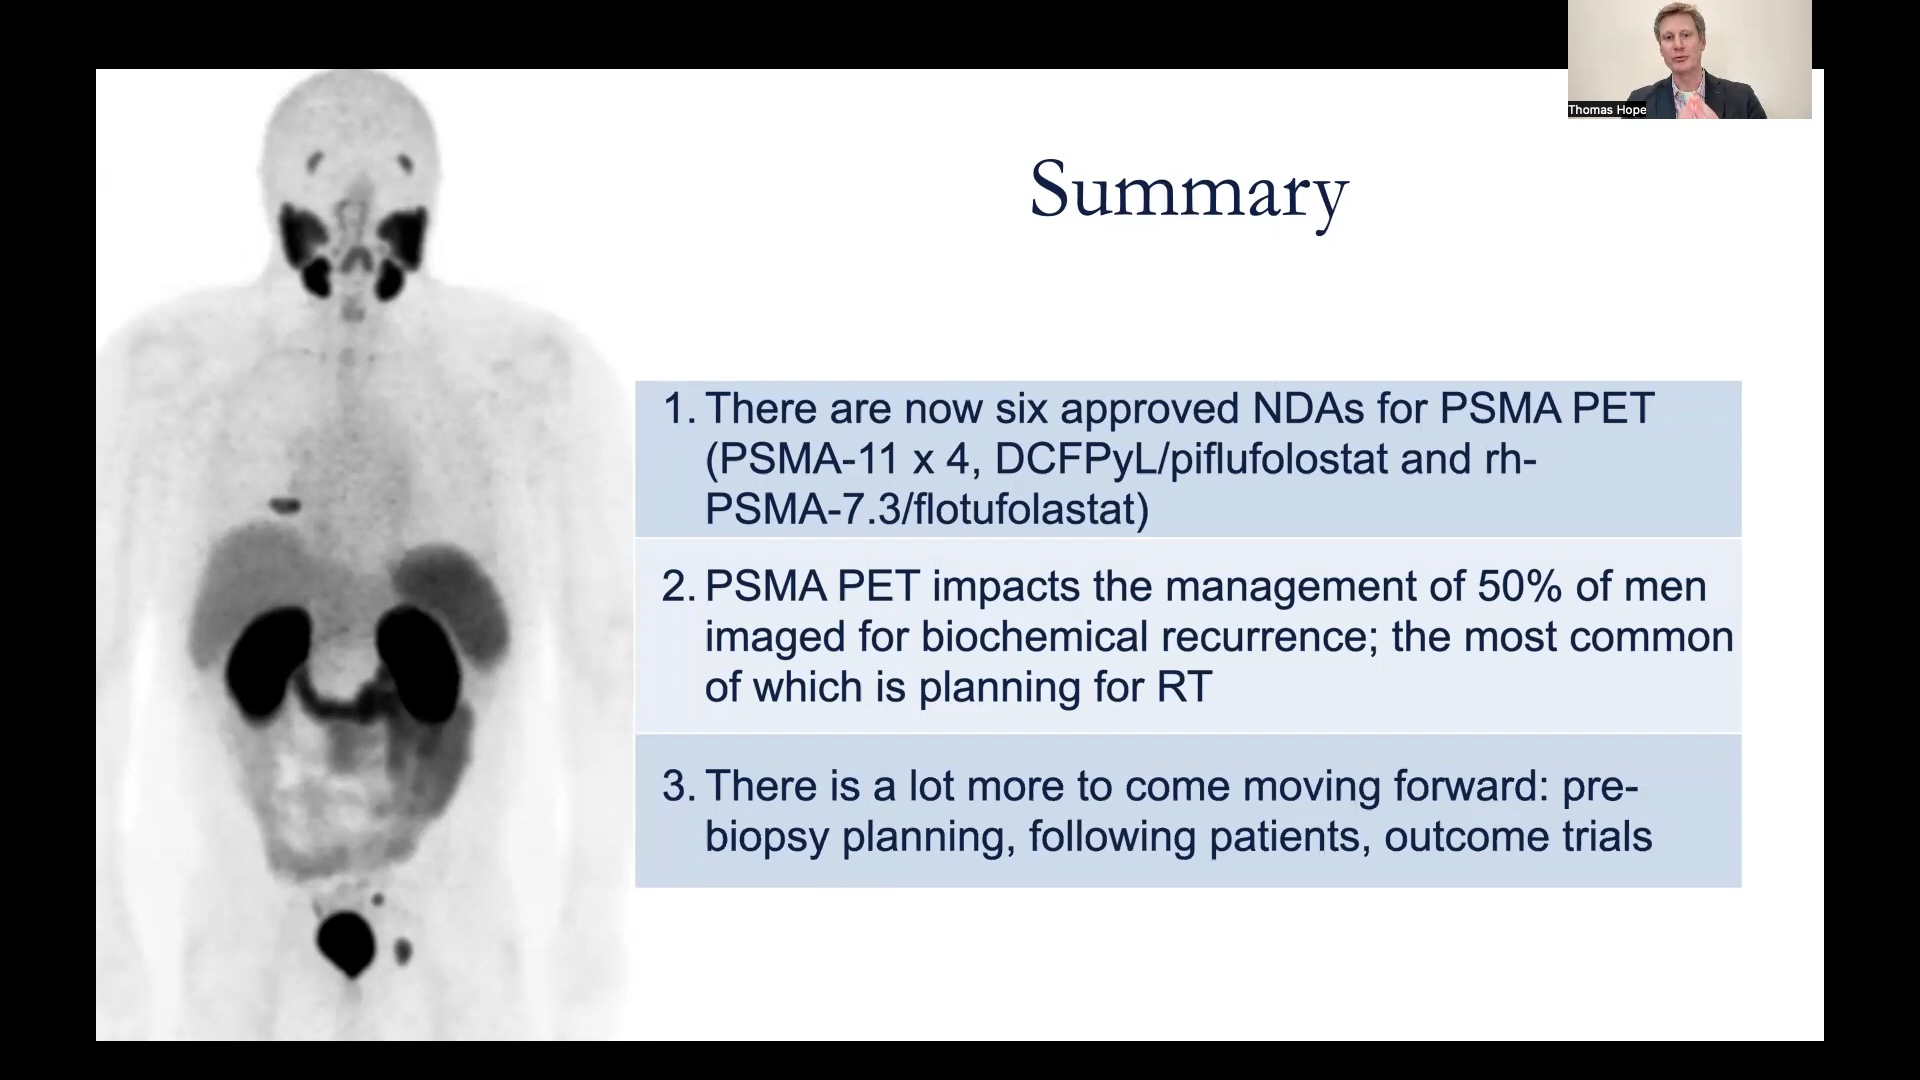 Thomas Hope
Summary
1. There are now six approved NDAs for PSMA PET
(PSMA-11 x 4, DCFPyL/piflufolostat and rh-
PSMA-7.3/flotufolastat)
2. PSMA PET impacts the management of 50% of men
imaged for biochemical recurrence; the most common
of which is planning for RT
3. There is a lot more to come moving forward: pre-
biopsy planning, following patients, outcome trials